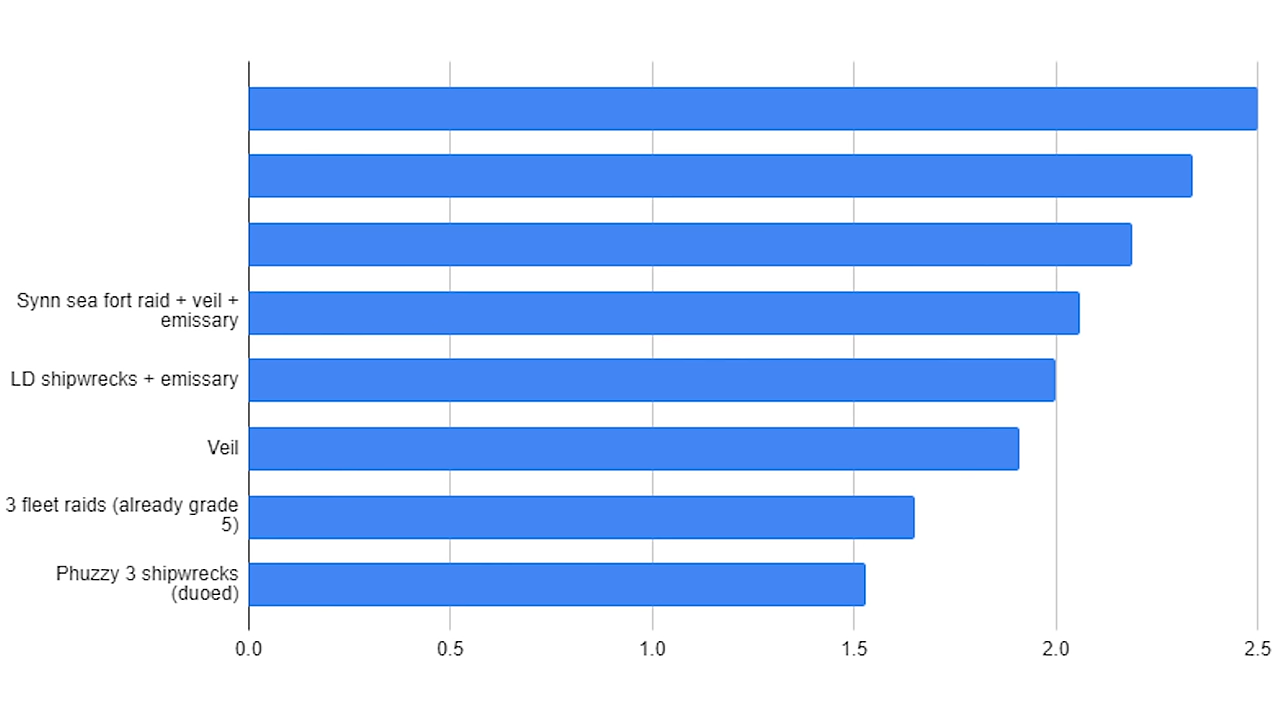 Synn sea fort raid + veil +
emissary
LD shipwrecks + emissary
Veil
3 fleet raids (already grade
5)
Phuzzy 3 shipwrecks
(duoed)
0.0 0.5 1.0 1.5 2.0 2.5